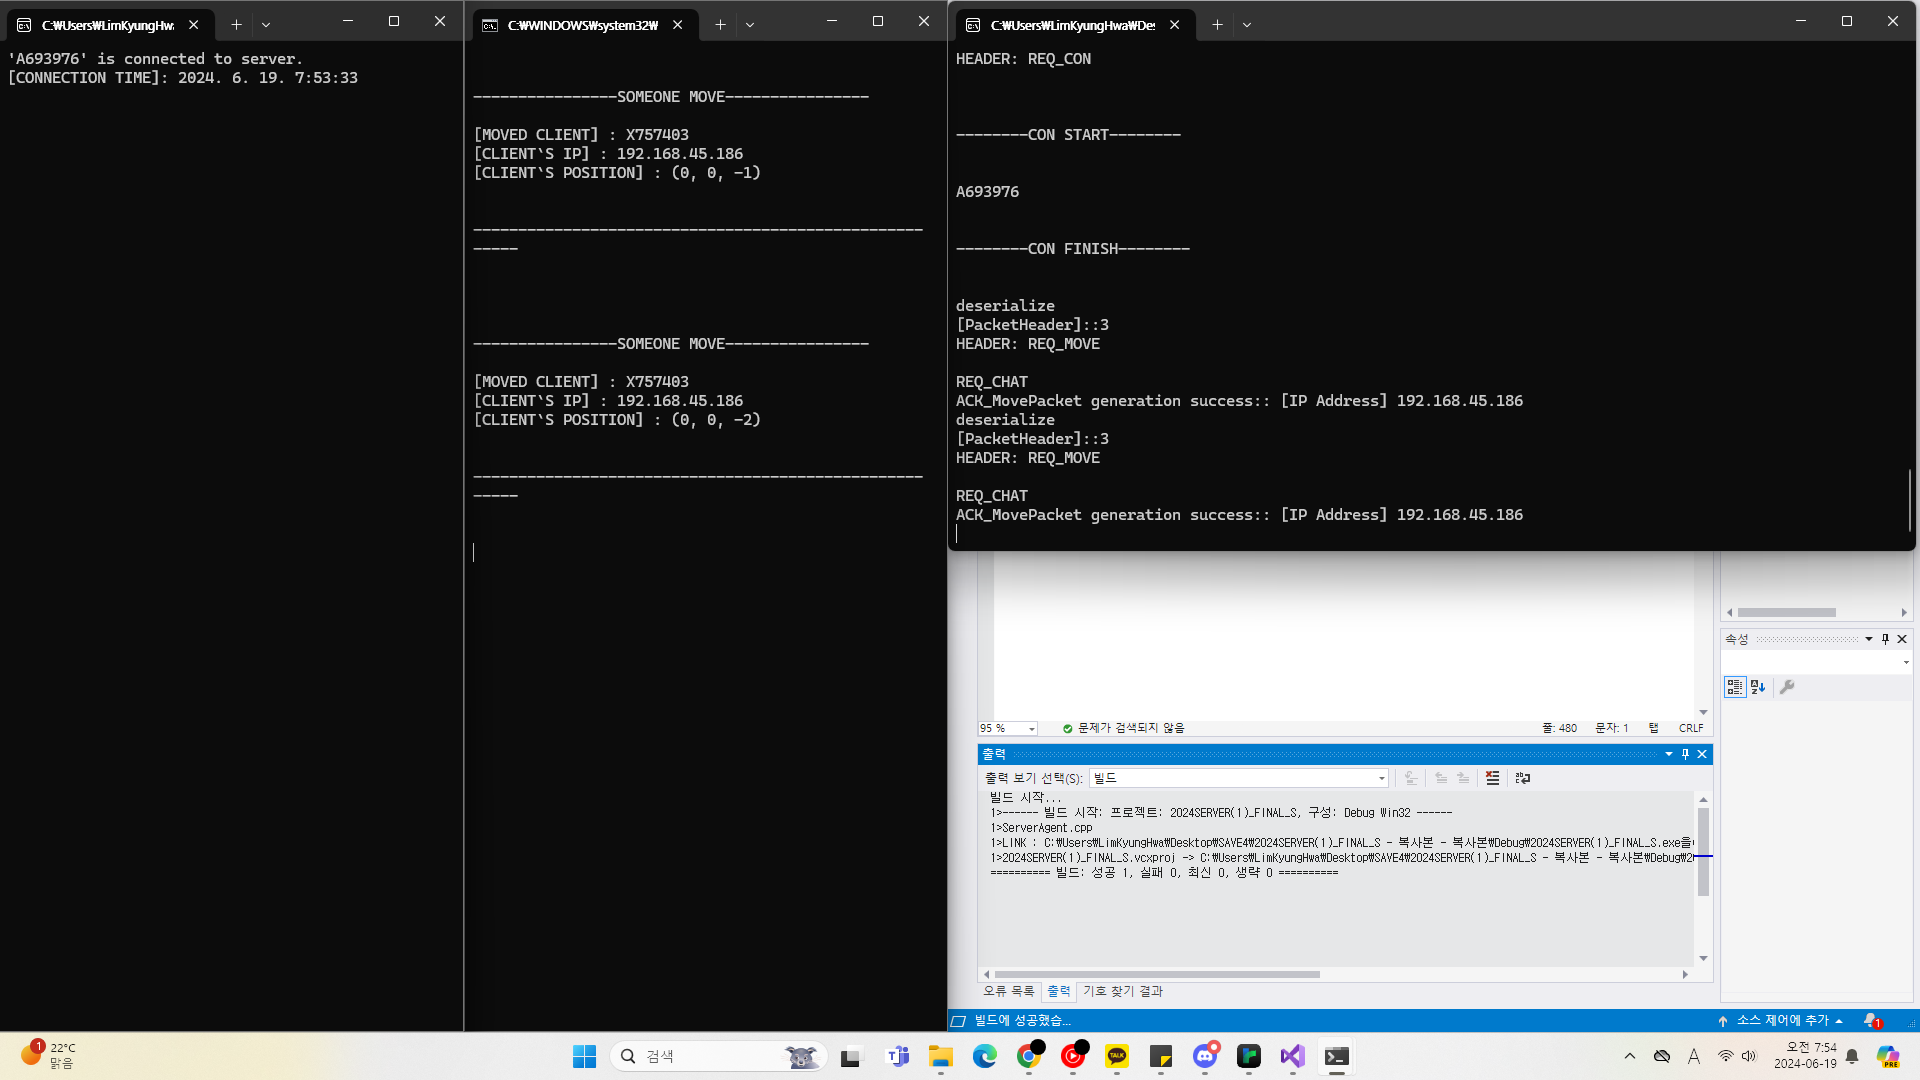 C:₩Users₩LimKyungHwa
'A693976' is connected to server.
[CONNECTION TIME]: 2024. 6. 19. 7:53:33
C:₩WINDOWS₩system32₩
----------------SOMEONE MOVE----------------
[MOVED CLIENT] : X757403
[CLIENT`S IP] : 192.168.45.186
[CLIENT`S POSITION] : (0, 0, -1)
--------------------------------------------------
-----
----------------SOMEONE MOVE----------------
[MOVED CLIENT] : X757403
[CLIENT`S IP] : 192.168.45.186
[CLIENT`S POSITION] : (0, 0, -2)
--------------------------------------------------
-----
C:₩Users₩LimKyungHwa₩Des
HEADER: REQ_CON
--------CON START--------
A693976
--------CON FINISH--------
deserialize
[PacketHeader]::3
HEADER: REQ_MOVE
REQ_CHAT
ACK_MovePacket generation success:: [IP Address] 192.168.45.186
deserialize
[PacketHeader]::3
HEADER: REQ_MOVE
REQ_CHAT
ACK_MovePacket generation success:: [IP Address] 192.168.45.186
속성
95 %
문제가 검색되지 않음
줄: 480
문자: 1
탭
CRLF
출력
출력 보기 선택(S):
빌드
빌드 시작...
1>------ 빌드 시작: 프로젝트: 2024SERVER(1)_FINAL_S, 구성: Debug Win32 ------
1>ServerAgent.cpp
1>LINK : C:₩Users₩LimKyungHwa₩Desktop₩SAVE4₩2024SERVER(1)_FINAL_S - 복사본 - 복사본₩Debug₩2024SERVER(1)_FINAL_S.exe을
1>2024SERVER(1)_FINAL_S.vcxproj -> C:₩Users₩LimKyungHwa₩Desktop₩SAVE4₩2024SERVER(1)_FINAL_S - 복사본 - 복사본₩Debug₩2
========== 빌드: 성공 1, 실패 0, 최신 0, 생략 0 ==========
오류 목록
출력
기호 찾기 결과
빌드에 성공했습...
소스 제어에 추가
1
1
22°C
맑음
검색
TALK
PRE
A
오전 7:54
2024-06-19